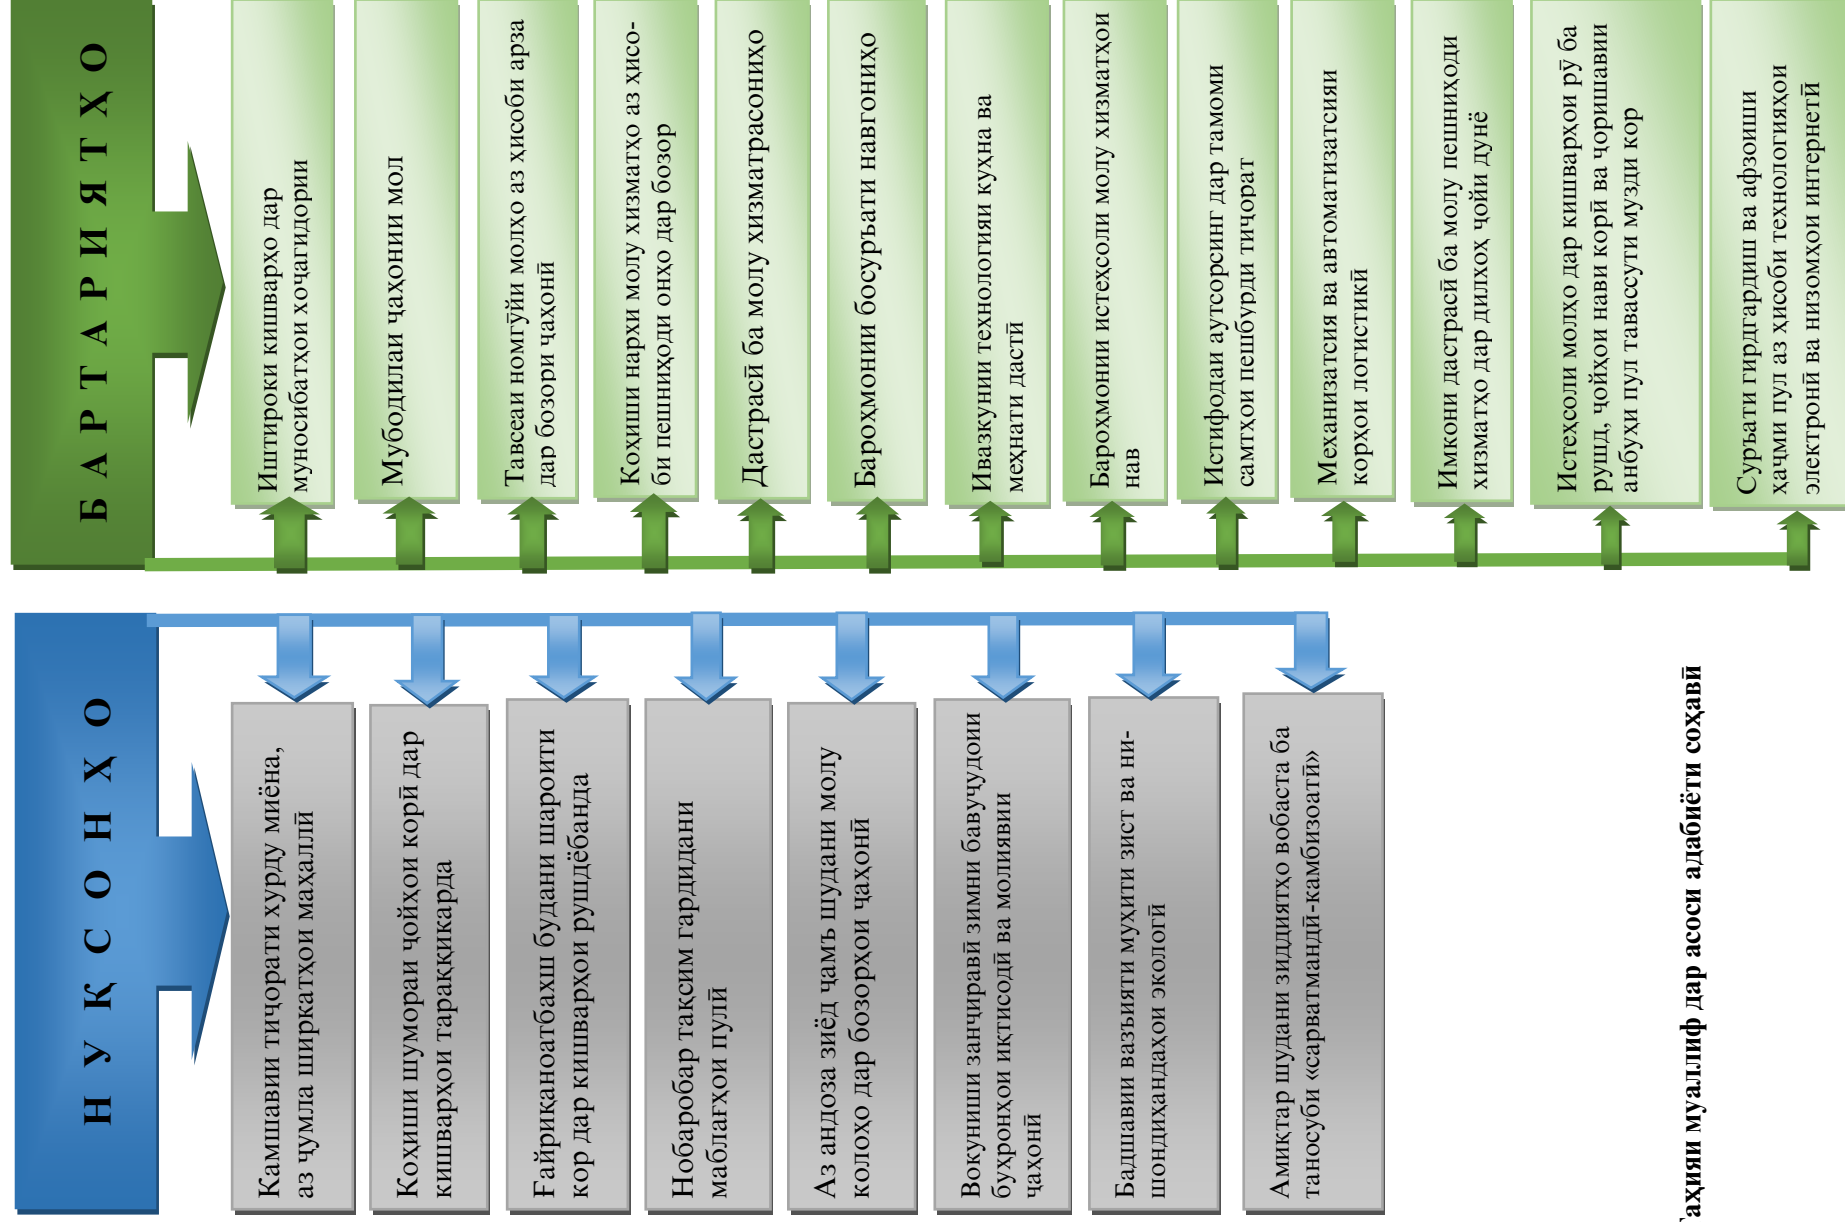 НУҚСОНҲО
Камшавии тиҷорати хурду миёна,
аз ҷумла ширкатҳои маҳаллӣ
Коҳиши шумораи ҷойҳои корӣ дар
кишварҳои тараққикарда
Ғайриқаноатбахш будани шароити
кор дар кишварҳои рушдёбанда
Нобаробар тақсим гардидани
маблағҳои пулӣ
Аз андоза зиёд ҷамъ шудани молу
колоҳо дар бозорҳои ҷаҳонӣ
Вокуниши занҷиравӣ зимни бавуҷудоии
буҳронҳои иқтисодӣ ва молиявии
ҷаҳонӣ
Бадшавии вазъияти муҳити зист ва ни-
шондиҳандаҳои экологӣ
Амиқтар шудани зиддиятҳо вобаста ба
таносуби «сарватмандӣ-камбизоатӣ»
БАРТАРИЯТҲО
Иштироки кишварҳо дар
муносибатҳои хоҷагидории
Мубодилаи ҷаҳонии мол
Тавсеаи номгӯйи молҳо аз ҳисоби арза
дар бозори ҷаҳонӣ
Коҳиши нархи молу хизматҳо аз ҳисо-
би пешниҳоди онҳо дар бозор
Дастрасӣ ба молу хизматрасониҳо
Бароҳмонии босуръати навгониҳо
Ивазкунии технологияи куҳна ва
меҳнати дастӣ
Бароҳмонии истеҳсоли молу хизматҳои
нав
Истифодаи аутсорсинг дар тамоми
самтҳои пешбурди тиҷорат
Механизатсия ва автоматизатсияи
корҳои логистикӣ
Имкони дастрасӣ ба молу пешниҳоди
хизматҳо дар дилхоҳ ҷойи дунё
Истеҳсоли молҳо дар кишварҳои рӯ ба
рушд, ҷойҳои нави корӣ ва ҷоришавии
анбуҳи пул тавассути музди кор
Суръати гирдгардиш ва афзоиши
ҳаҷми пул аз ҳисоби технологияҳои
электронӣ ва низомҳои интернетӣ
Таҳияи муаллиф дар асоси адабиёти соҳавӣ